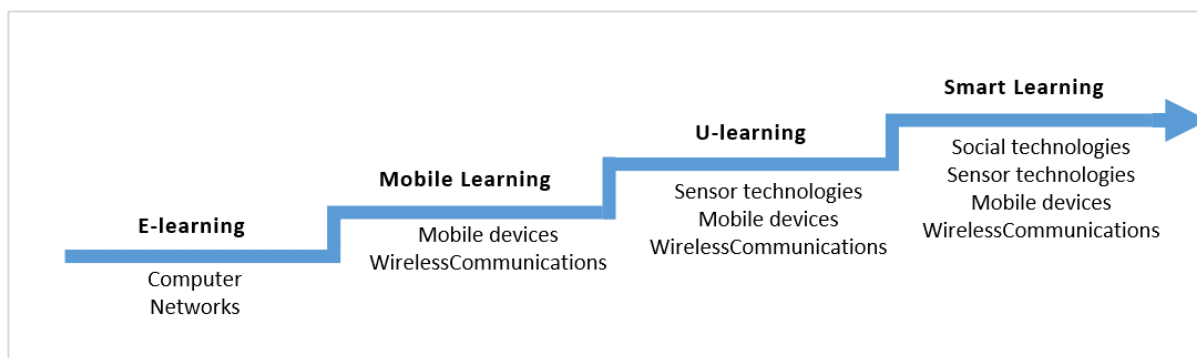 E-learning
Computer
Networks
Mobile Learning
Mobile devices
WirelessCommunications
U-learning
Sensor technologies
Mobile devices
WirelessCommunications
Smart Learning
Social technologies
Sensor technologies
Mobile devices
WirelessCommunications